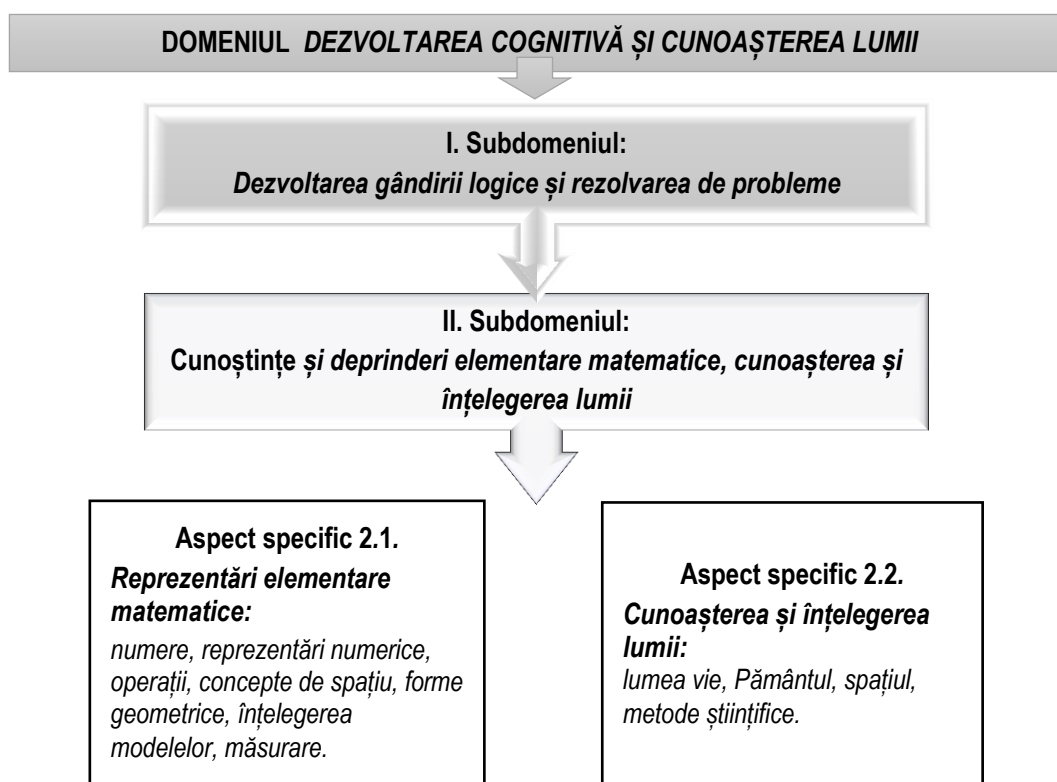 DOMENIUL DEZVOLTAREA COGNITIVĂ ȘI CUNOAȘTEREA LUMII
I. Subdomeniul:
Dezvoltarea gândirii logice și rezolvarea de probleme
II. Subdomeniul:
Cunoștințe și deprinderi elementare matematice, cunoașterea și
înțelegerea lumii
Aspect specific 2.1.
Reprezentări elementare
matematice:
numere, reprezentări numerice,
operații, concepte de spațiu, forme
geometrice, înțelegerea
modelelor, măsurare.
Aspect specific 2.2.
Cunoașterea și înțelegerea
lumii:
lumea vie, Pământul, spațiul,
metode științifice.